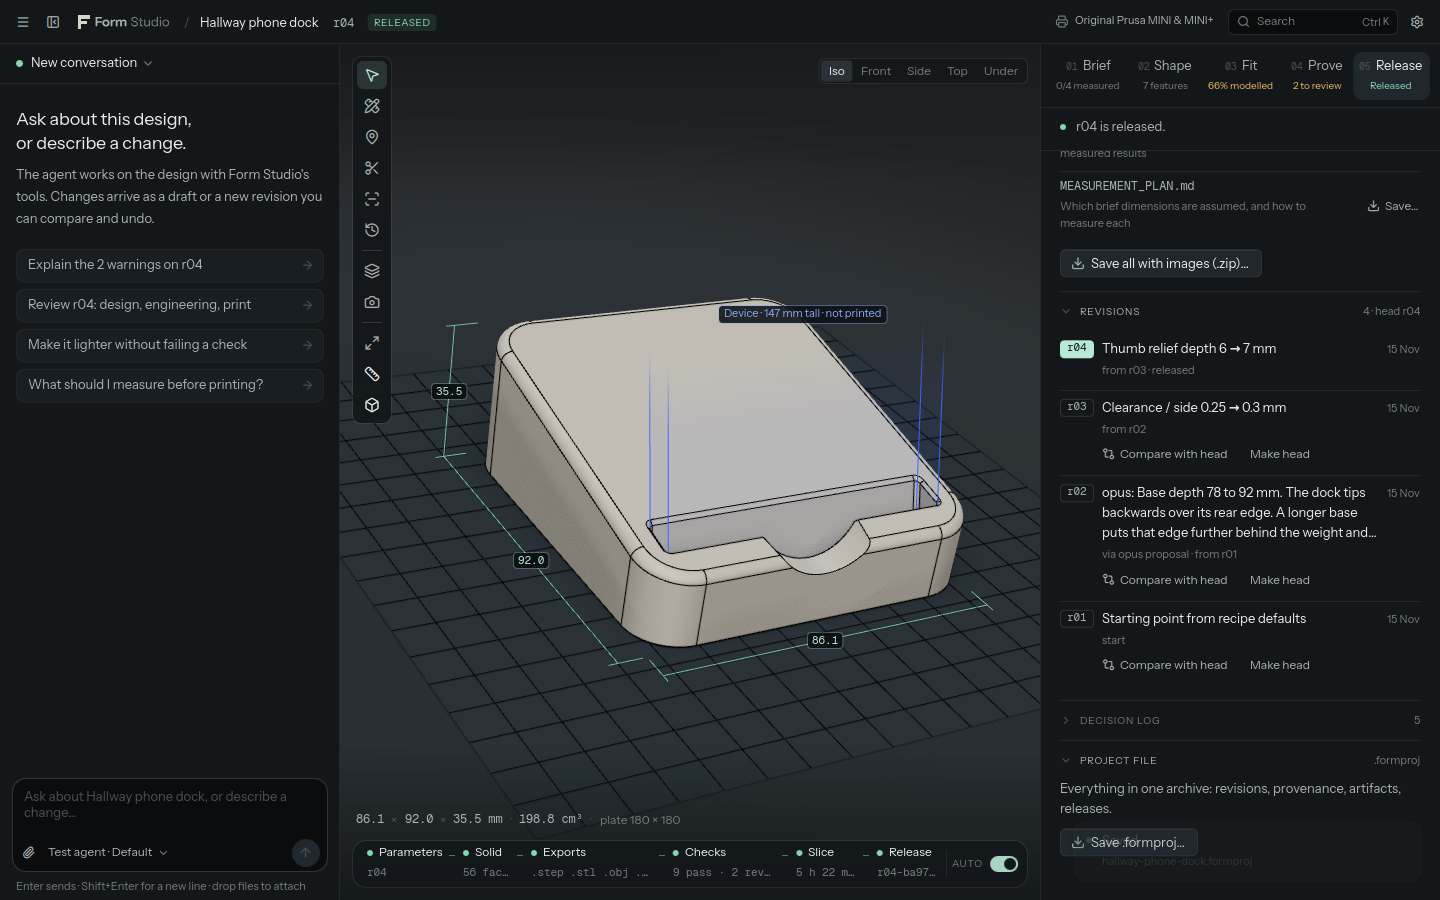 Form Studio / Hallway phone dock r04 RELEASED
Original Prusa MINI & MINI+
Search Ctrl K
New conversation
Ask about this design,
or describe a change.
The agent works on the design with Form Studio's
tools. Changes arrive as a draft or a new revision you
can compare and undo.
Explain the 2 warnings on r04
Review r04: design, engineering, print
Make it lighter without failing a check
What should I measure before printing?
Ask about Hallway phone dock, or describe a
change…
Test agent · Default
Enter sends · Shift+Enter for a new line · drop files to attach
Iso Front Side Top Under
Device · 147 mm tall · not printed
35.5
92.0
86.1
86.1 × 92.0 × 35.5 mm · 198.8 cm³ · plate 180 × 180
Parameters Solid Exports Checks Slice Release
r04 56 fac… .step .stl .obj … 9 pass · 2 rev… 5 h 22 m… r04-ba97…
AUTO
01 Brief 02 Shape 03 Fit 04 Prove 05 Release
0/4 measured 7 features 66% modelled 2 to review Released
r04 is released.
measured results
MEASUREMENT_PLAN.md
Which brief dimensions are assumed, and how to
measure each
Save…
Save all with images (.zip)…
REVISIONS 4 · head r04
r04 Thumb relief depth 6 → 7 mm 15 Nov
from r03 · released
r03 Clearance / side 0.25 → 0.3 mm 15 Nov
from r02
Compare with head Make head
r02 opus: Base depth 78 to 92 mm. The dock tips 15 Nov
backwards over its rear edge. A longer base
puts that edge further behind the weight and…
via opus proposal · from r01
Compare with head Make head
r01 Starting point from recipe defaults 15 Nov
start
Compare with head Make head
DECISION LOG 5
PROJECT FILE .formproj
Everything in one archive: revisions, provenance, artifacts,
releases.
Save .formproj…
hallway-phone-dock.formproj